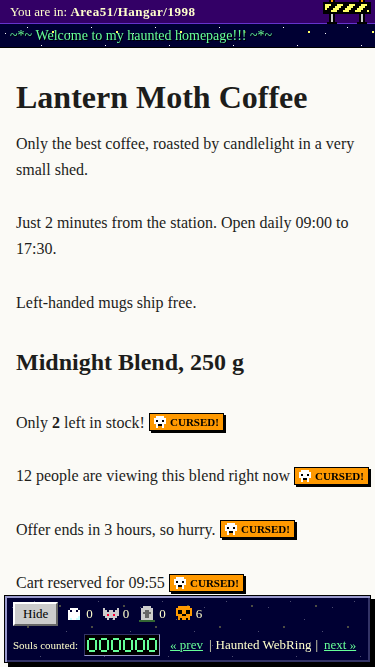 You are in: Area51/Hangar/1998
~*~ Welcome to my haunted homepage!!! ~*~
Lantern Moth Coffee
Only the best coffee, roasted by candlelight in a very
small shed.
Just 2 minutes from the station. Open daily 09:00 to
17:30.
Left-handed mugs ship free.
Midnight Blend, 250 g
Only 2 left in stock! CURSED!
12 people are viewing this blend right now CURSED!
Offer ends in 3 hours, so hurry. CURSED!
Cart reserved for 09:55 CURSED!
Hide 0 0 0 6
Souls counted: 000000 « prev | Haunted WebRing | next »